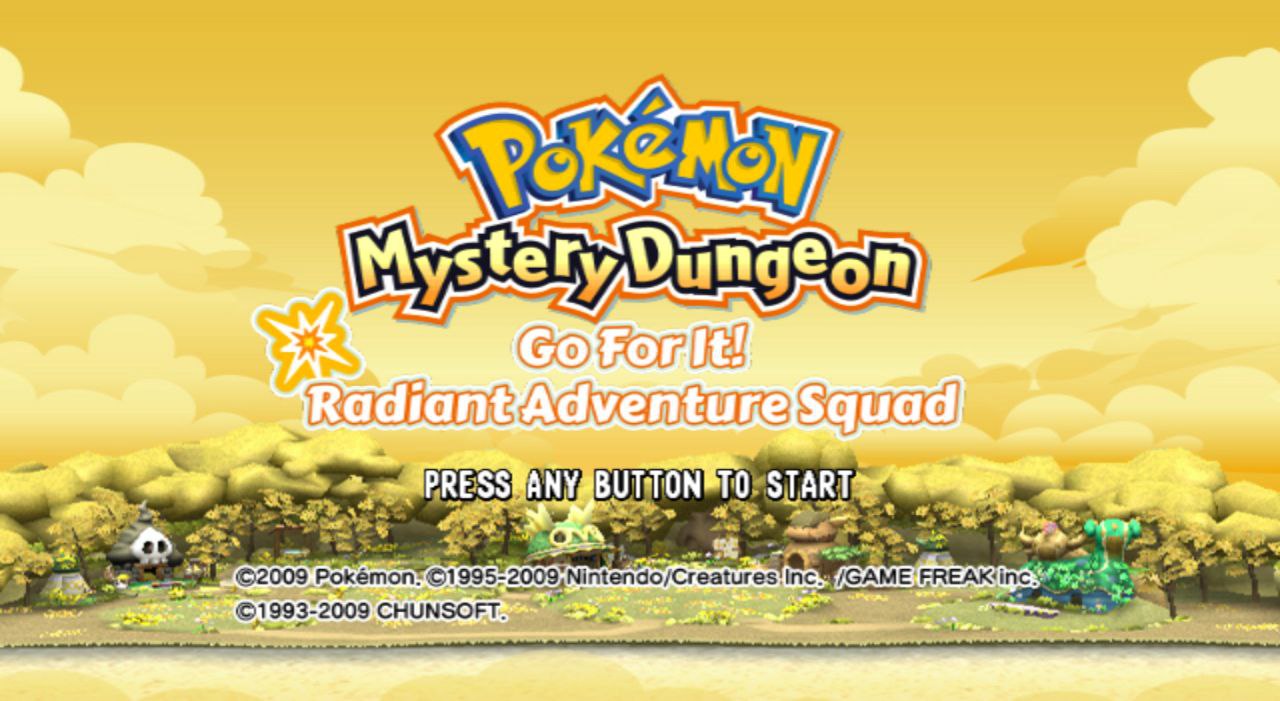 POKéMON
Mystery Dungeon
Go For It!
Radiant Adventure Squad
PRESS ANY BUTTON TO START
©2009 Pokémon. ©1995-2009 Nintendo/Creatures Inc. /GAME FREAK inc.
©1993-2009 CHUNSOFT.